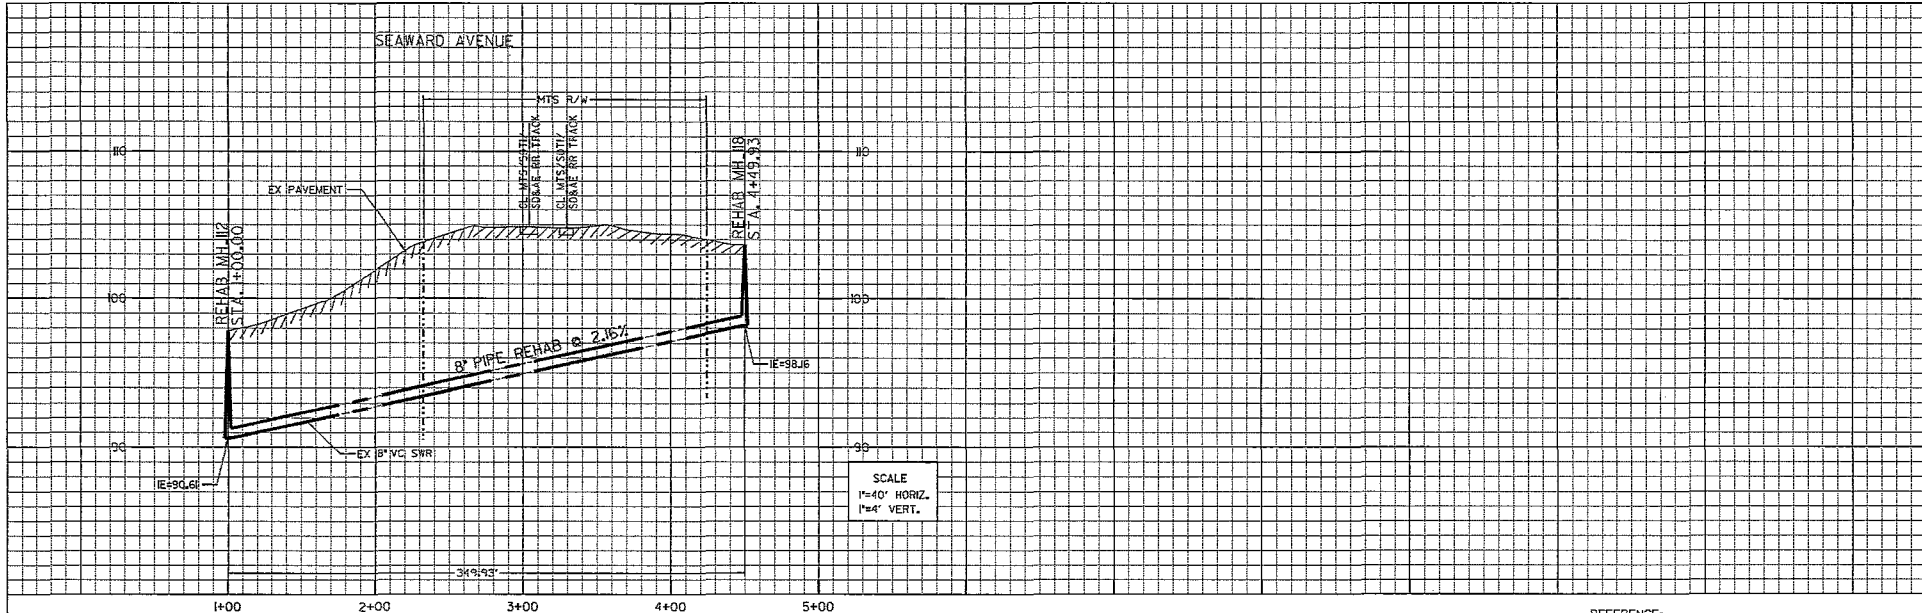 SEAWARD AVENUE
MTS R/W
CL MTS/SDTI/
SD&AE RR TRACK
CL MTS/SDTI/
SD&AE RR TRACK
110
110
REHAB MH 118
STA. 4+49.93
EX PAVEMENT
REHAB MH 112
STA. 1+00.00
100
100
8" PIPE REHAB @ 2.16%
IE=98.16
90
90
EX 8" VC SWR
IE=90.61
SCALE
1"=40' HORIZ.
1"=4' VERT.
349.93'
1+00
2+00
3+00
4+00
5+00
REFERENCE: